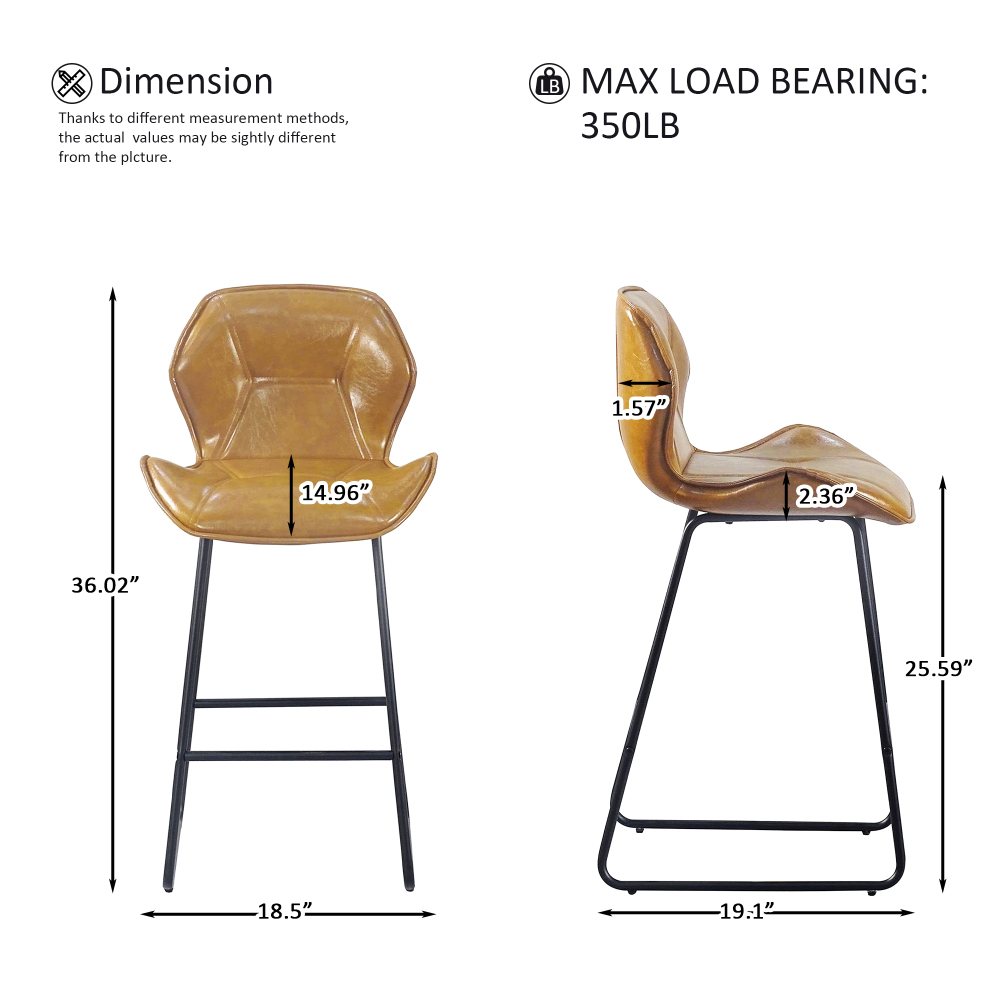 Dimension
Thanks to different measurement methods,
the actual values may be sightly different
from the plcture.
LB
MAX LOAD BEARING:
350LB
1.57”
14.96”
2.36”
36.02”
25.59”
18.5”
19.1”